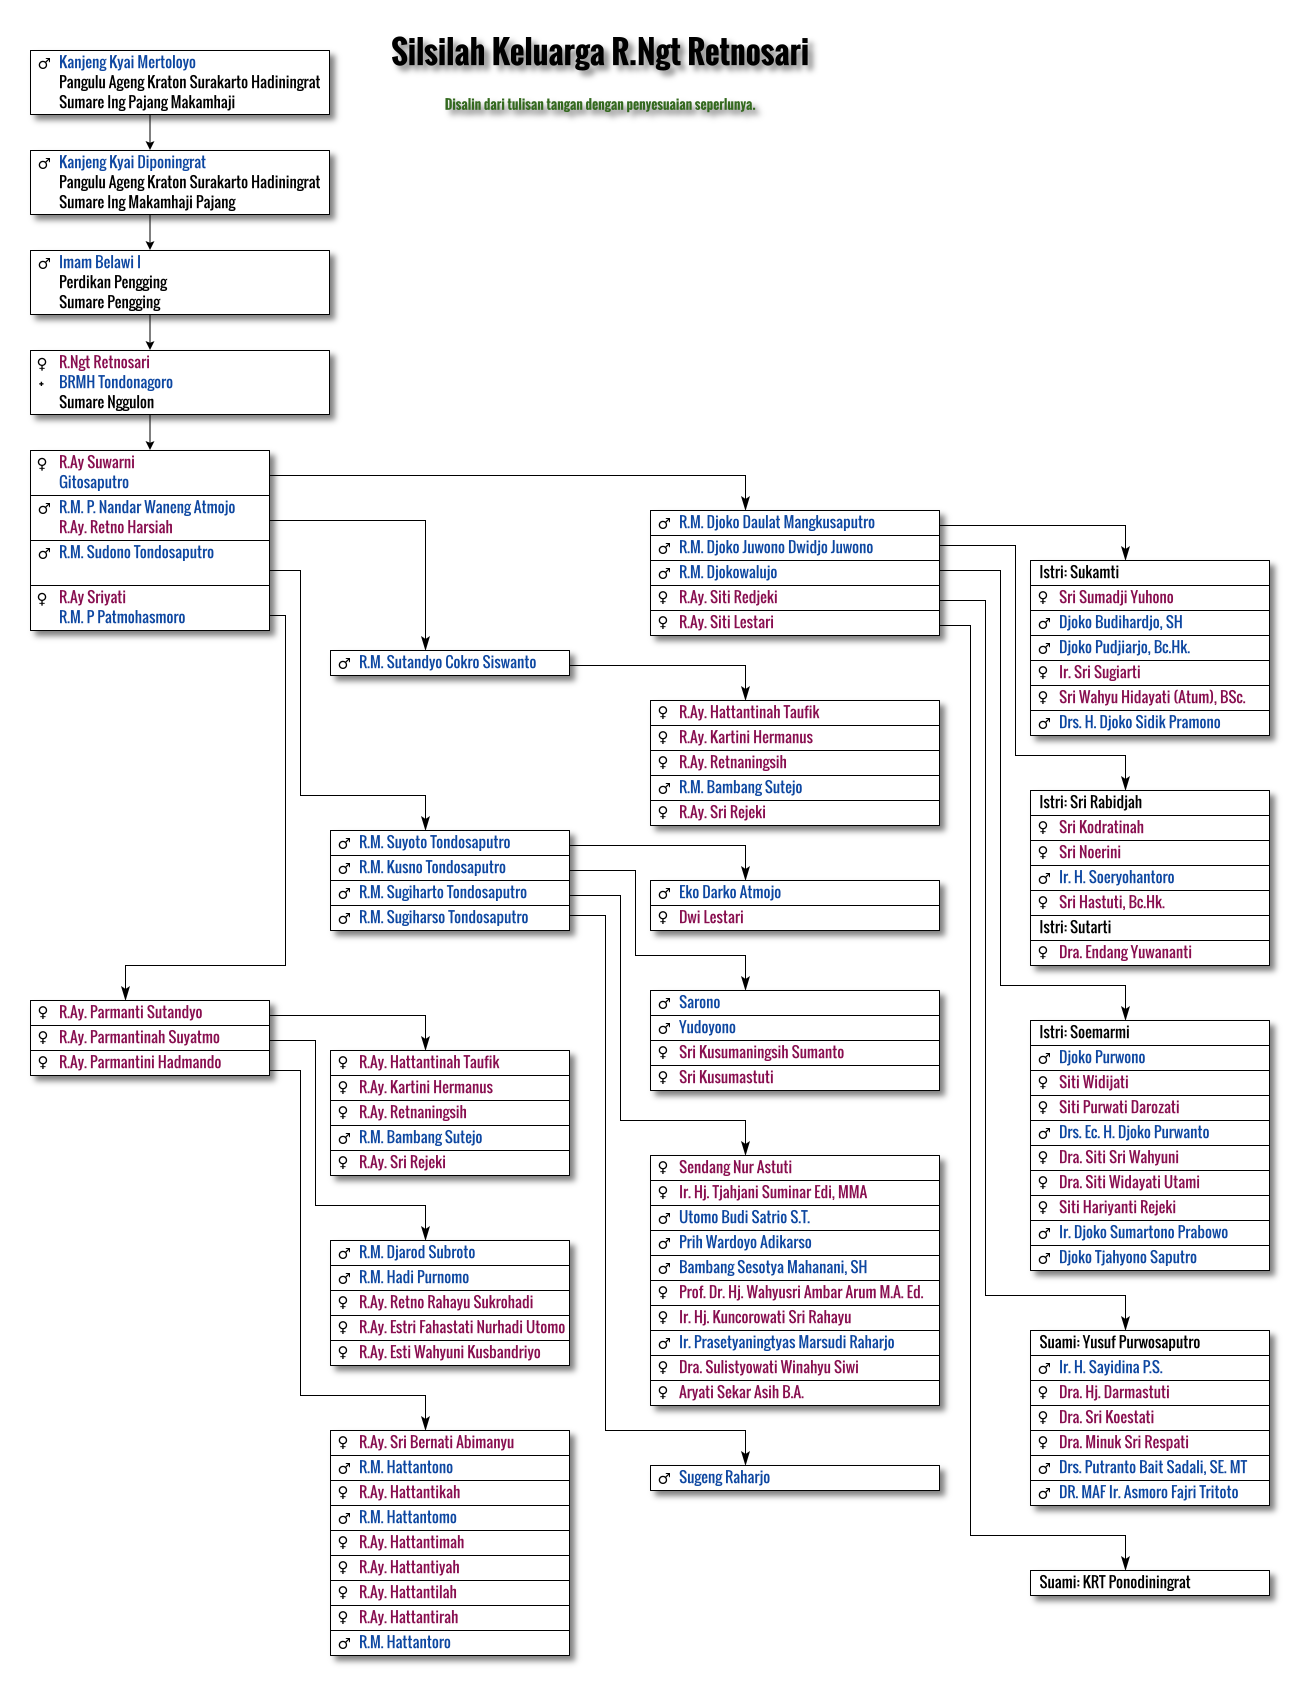 Silsilah Keluarga R.Ngt Retnosari
Disalin dari tulisan tangan dengan penyesuaian seperlunya.
♂ Kanjeng Kyai Mertoloyo
Pangulu Ageng Kraton Surakarto Hadiningrat
Sumare Ing Pajang Makamhaji
♂ Kanjeng Kyai Diponingrat
Pangulu Ageng Kraton Surakarto Hadiningrat
Sumare Ing Makamhaji Pajang
♂ Imam Belawi I
Perdikan Pengging
Sumare Pengging
♀ R.Ngt Retnosari
+ BRMH Tondonagoro
Sumare Nggulon
♀ R.Ay Suwarni
Gitosaputro
♂ R.M. P. Nandar Waneng Atmojo
R.Ay. Retno Harsiah
♂ R.M. Sudono Tondosaputro
♀ R.Ay Sriyati
R.M. P Patmohasmoro
♀ R.Ay. Parmanti Sutandyo
♀ R.Ay. Parmantinah Suyatmo
♀ R.Ay. Parmantini Hadmando
♂ R.M. Sutandyo Cokro Siswanto
♂ R.M. Suyoto Tondosaputro
♂ R.M. Kusno Tondosaputro
♂ R.M. Sugiharto Tondosaputro
♂ R.M. Sugiharso Tondosaputro
♀ R.Ay. Hattantinah Taufik
♀ R.Ay. Kartini Hermanus
♀ R.Ay. Retnaningsih
♂ R.M. Bambang Sutejo
♀ R.Ay. Sri Rejeki
♂ R.M. Djarod Subroto
♂ R.M. Hadi Purnomo
♀ R.Ay. Retno Rahayu Sukrohadi
♀ R.Ay. Estri Fahastati Nurhadi Utomo
♀ R.Ay. Esti Wahyuni Kusbandriyo
♀ R.Ay. Sri Bernati Abimanyu
♂ R.M. Hattantono
♀ R.Ay. Hattantikah
♂ R.M. Hattantomo
♀ R.Ay. Hattantimah
♀ R.Ay. Hattantiyah
♀ R.Ay. Hattantilah
♀ R.Ay. Hattantirah
♂ R.M. Hattantoro
♂ R.M. Djoko Daulat Mangkusaputro
♂ R.M. Djoko Juwono Dwidjo Juwono
♂ R.M. Djokowalujo
♀ R.Ay. Siti Redjeki
♀ R.Ay. Siti Lestari
♀ R.Ay. Hattantinah Taufik
♀ R.Ay. Kartini Hermanus
♀ R.Ay. Retnaningsih
♂ R.M. Bambang Sutejo
♀ R.Ay. Sri Rejeki
♂ Eko Darko Atmojo
♀ Dwi Lestari
♂ Sarono
♂ Yudoyono
♀ Sri Kusumaningsih Sumanto
♀ Sri Kusumastuti
♀ Sendang Nur Astuti
♀ Ir. Hj. Tjahjani Suminar Edi, MMA
♂ Utomo Budi Satrio S.T.
♂ Prih Wardoyo Adikarso
♂ Bambang Sesotya Mahanani, SH
♀ Prof. Dr. Hj. Wahyusri Ambar Arum M.A. Ed.
♀ Ir. Hj. Kuncorowati Sri Rahayu
♂ Ir. Prasetyaningtyas Marsudi Raharjo
♀ Dra. Sulistyowati Winahyu Siwi
♀ Aryati Sekar Asih B.A.
♂ Sugeng Raharjo
Istri: Sukamti
♀ Sri Sumadji Yuhono
♂ Djoko Budihardjo, SH
♂ Djoko Pudjiarjo, Bc.Hk.
♀ Ir. Sri Sugiarti
♀ Sri Wahyu Hidayati (Atum), BSc.
♂ Drs. H. Djoko Sidik Pramono
Istri: Sri Rabidjah
♀ Sri Kodratinah
♀ Sri Noerini
♂ Ir. H. Soeryohantoro
♀ Sri Hastuti, Bc.Hk.
Istri: Sutarti
♀ Dra. Endang Yuwananti
Istri: Soemarmi
♂ Djoko Purwono
♀ Siti Widijati
♀ Siti Purwati Darozati
♂ Drs. Ec. H. Djoko Purwanto
♀ Dra. Siti Sri Wahyuni
♀ Dra. Siti Widayati Utami
♀ Siti Hariyanti Rejeki
♂ Ir. Djoko Sumartono Prabowo
♂ Djoko Tjahyono Saputro
Suami: Yusuf Purwosaputro
♂ Ir. H. Sayidina P.S.
♀ Dra. Hj. Darmastuti
♀ Dra. Sri Koestati
♀ Dra. Minuk Sri Respati
♂ Drs. Putranto Bait Sadali, SE. MT
♂ DR. MAF Ir. Asmoro Fajri Tritoto
Suami: KRT Ponodiningrat